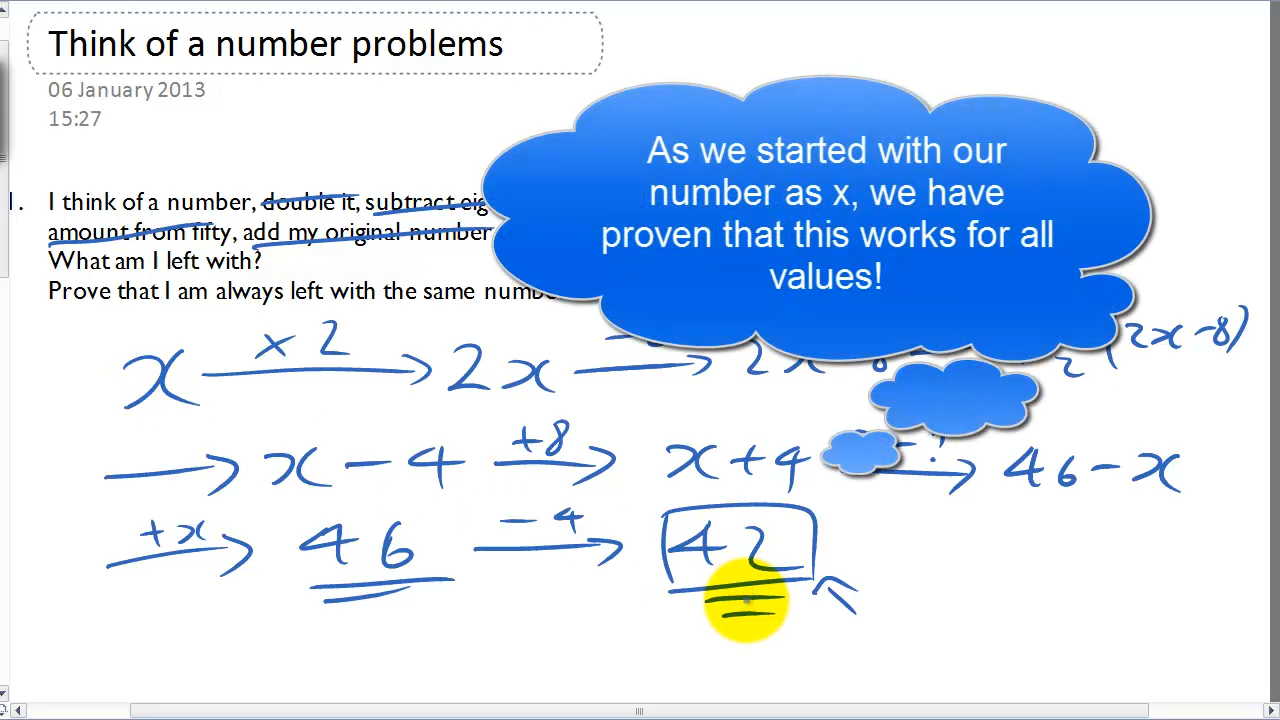 Think of a number problems
06 January 2013
15:27
As we started with our
number as x, we have
proven that this works for all
values!
1. I think of a number, double it, subtract
amount from fifty, add my original number
What am I left with?
Prove that I am always left with the same
x ×2 → 2x → 2x (2x-8)
→ x - 4 +8 → x + 4 → 46 - x
+x → 46 -4 → 42